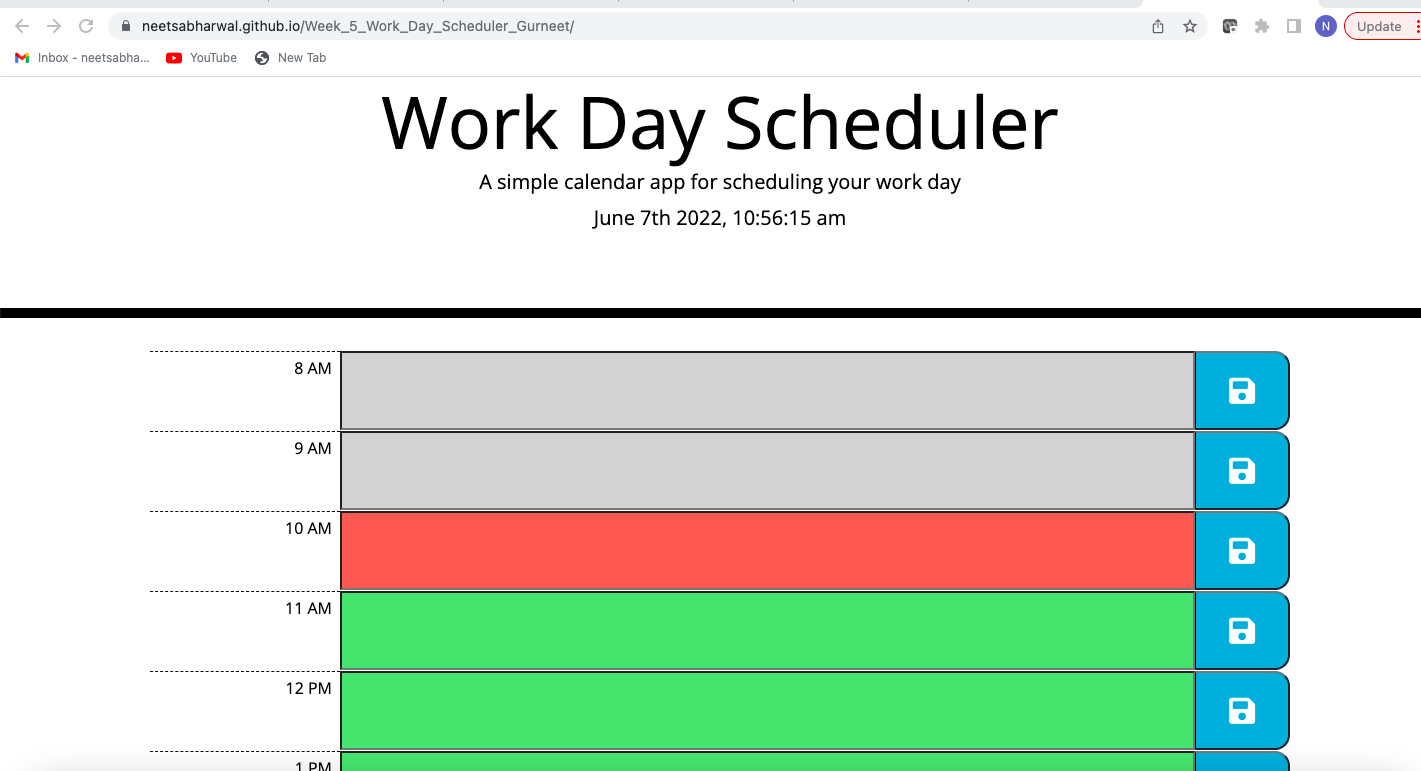 neetsabharwal.github.io/Week_5_Work_Day_Scheduler_Gurneet/
N
Update
Inbox - neetsabha...
YouTube
New Tab
Work Day Scheduler
A simple calendar app for scheduling your work day
June 7th 2022, 10:56:15 am
8 AM
9 AM
10 AM
11 AM
12 PM
1 PM